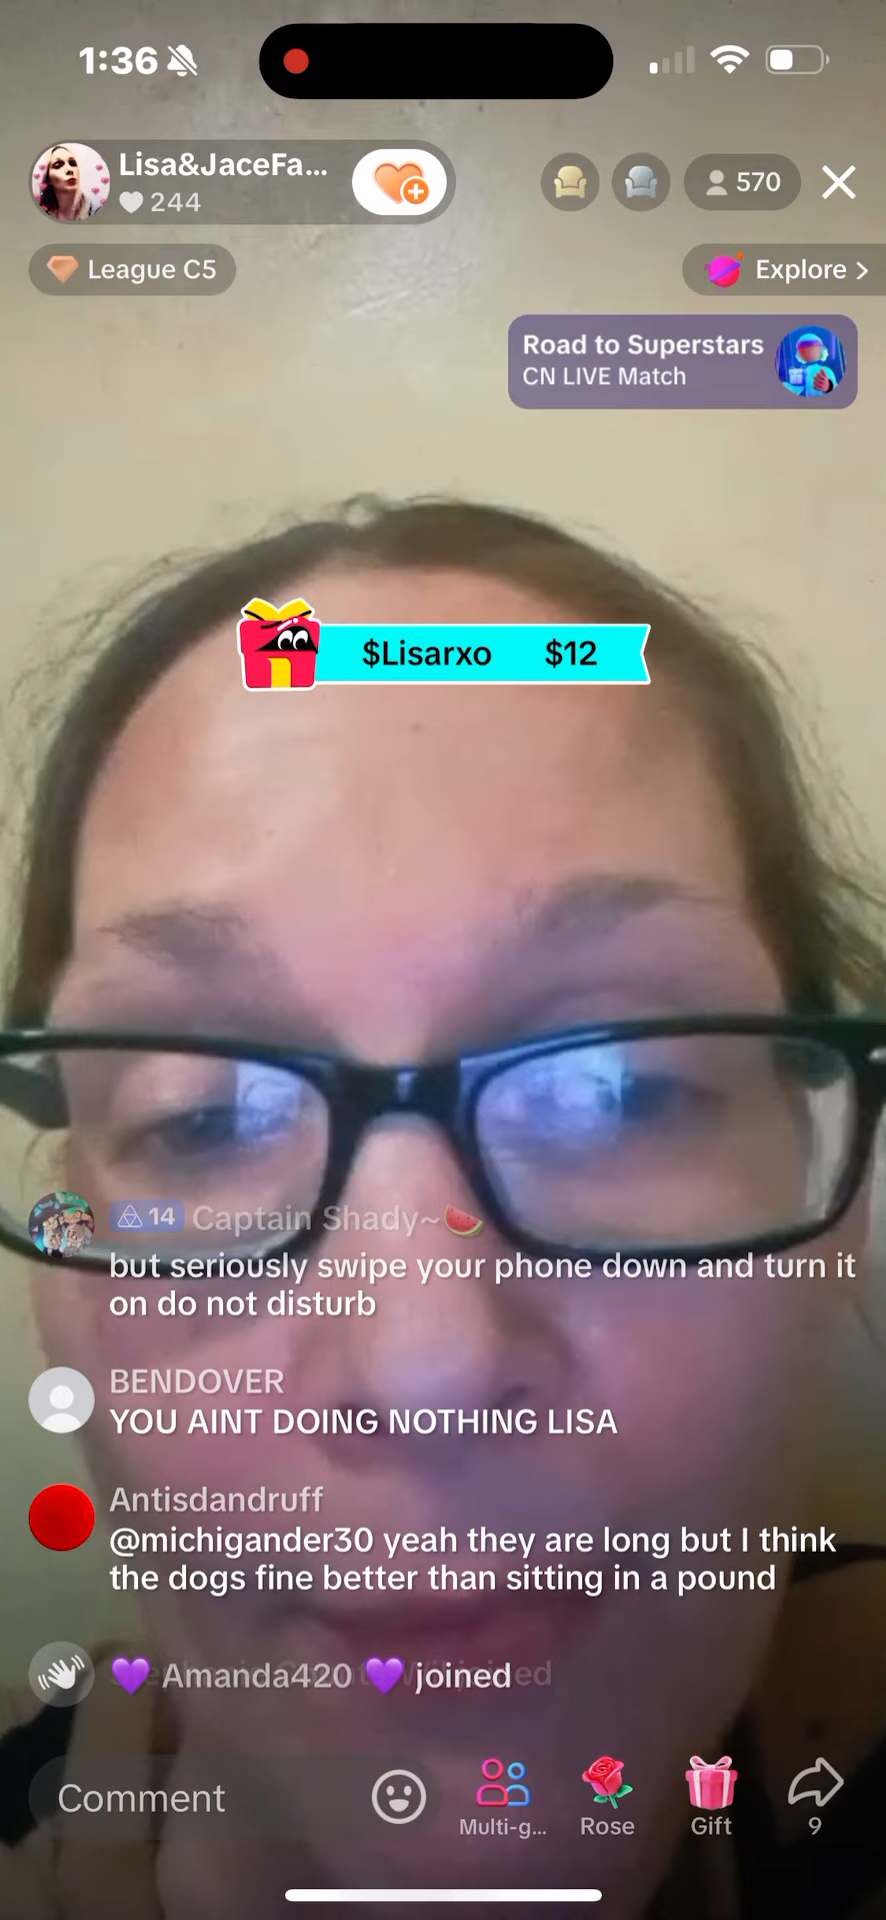 1:36
Lisa&JaceFa...
244
570
League C5
Explore >
Road to Superstars
CN LIVE Match
$Lisarxo $12
14 Captain Shady~🍉
but seriously swipe your phone down and turn it
on do not disturb
BENDOVER
YOU AINT DOING NOTHING LISA
Antisdandruff
@michigander30 yeah they are long but I think
the dogs fine better than sitting in a pound
💜 Amanda420 💜 joined
Comment
Multi-g...
Rose
Gift
9